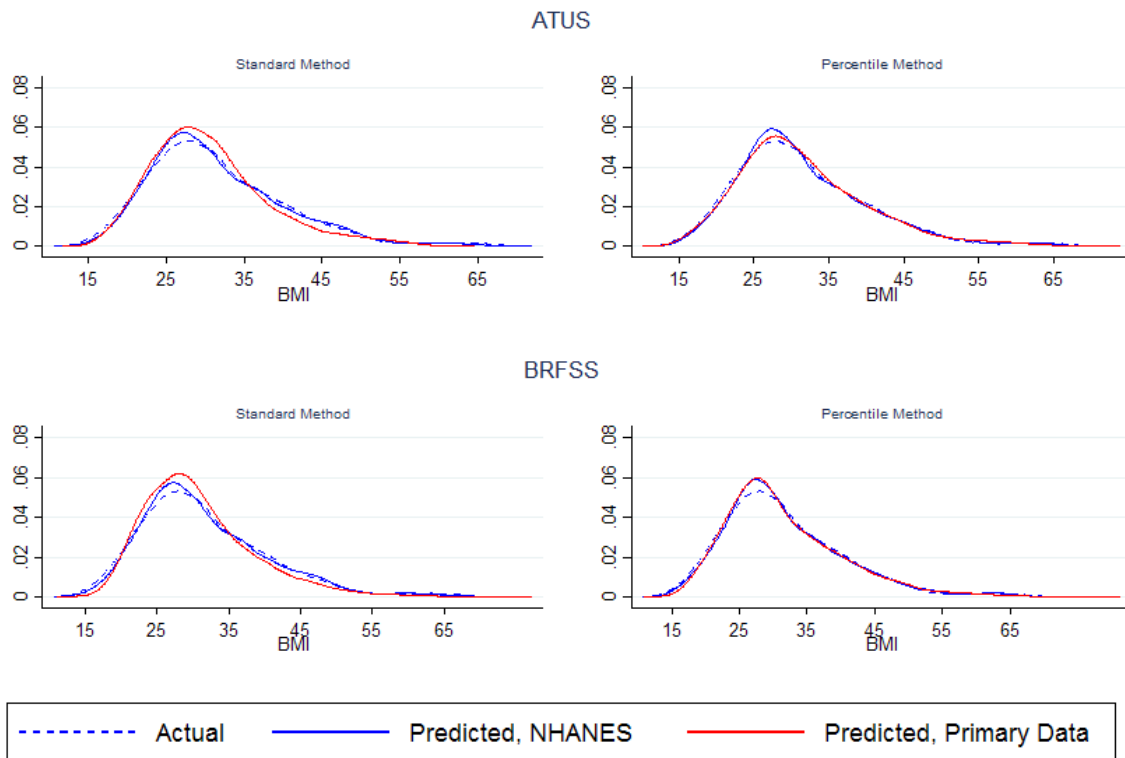 ATUS
Standard Method
Percentile Method
.08
.06
.04
.02
0
15 25 35 45 55 65
BMI
.08
.06
.04
.02
0
15 25 35 45 55 65
BMI
BRFSS
Standard Method
Percentile Method
.08
.06
.04
.02
0
15 25 35 45 55 65
BMI
.08
.06
.04
.02
0
15 25 35 45 55 65
BMI
Actual Predicted, NHANES Predicted, Primary Data